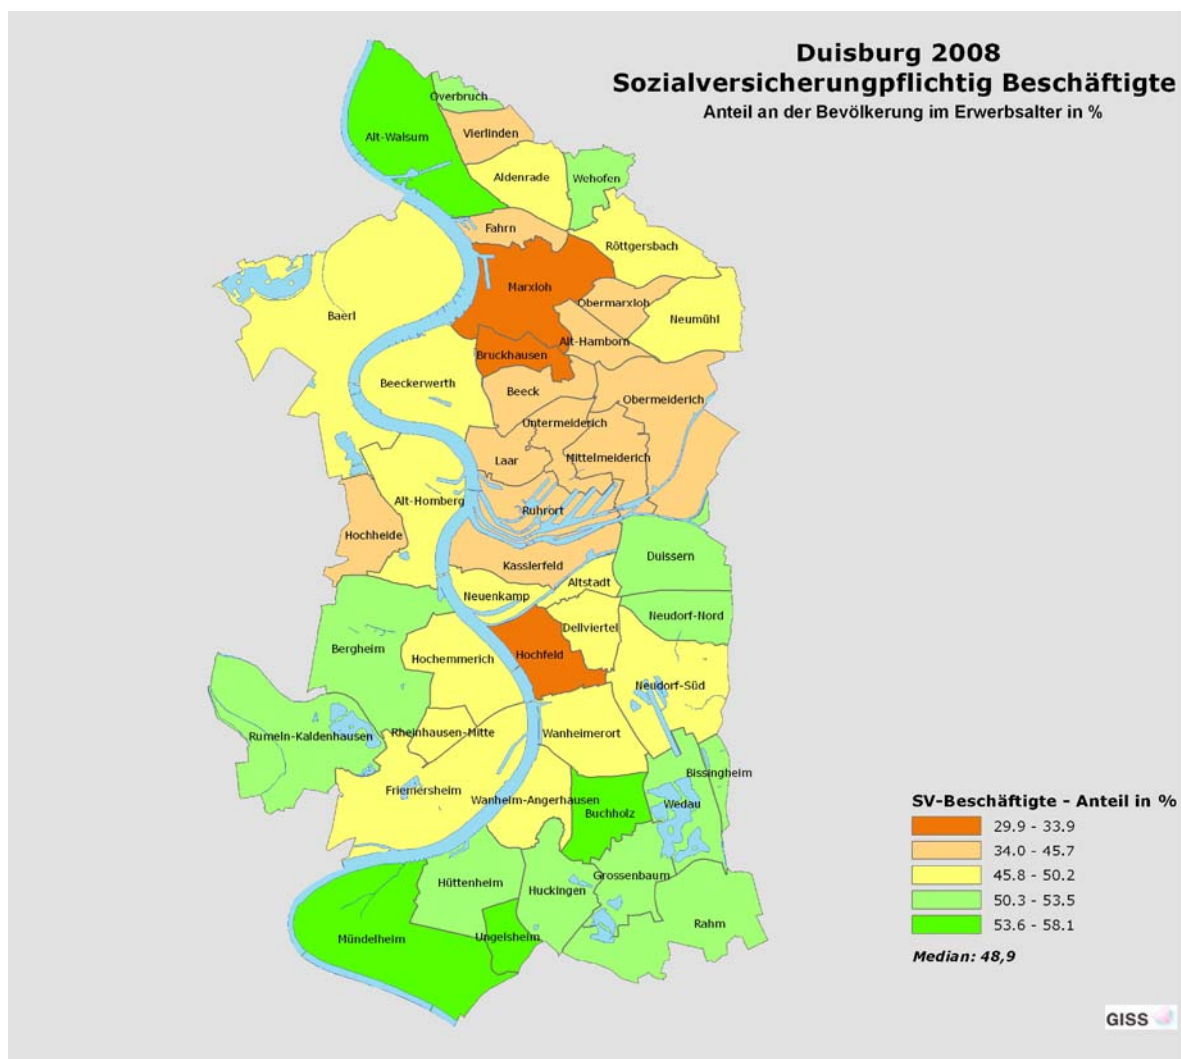 Duisburg 2008
Sozialversicherungpflichtig Beschäftigte
Anteil an der Bevölkerung im Erwerbsalter in %
Overbruch
Alt-Walsum
Vierlinden
Aldenrade
Wehofen
Fahrn
Röttgersbach
Marxloh
Obermarxloh
Baerl
Neumühl
Alt-Hamborn
Bruckhausen
Beeckerwerth
Beeck
Obermeiderich
Untermeiderich
Laar
Mittelmeiderich
Alt-Homberg
Ruhrort
Hochheide
Kasslerfeld
Duissern
Altstadt
Neuenkamp
Neudorf-Nord
Dellviertel
Bergheim
Hochemmerich
Hochfeld
Neudorf-Süd
Rumeln-Kaldenhausen
Rheinhausen-Mitte
Wanheimerort
Bissingheim
Friemersheim
Wanheim-Angerhausen
Buchholz
Wedau
Hüttenheim
Huckingen
Grossenbaum
Rahm
Mündelheim
Ungelsheim
SV-Beschäftigte - Anteil in %
29.9 - 33.9
34.0 - 45.7
45.8 - 50.2
50.3 - 53.5
53.6 - 58.1
Median: 48,9
GISS